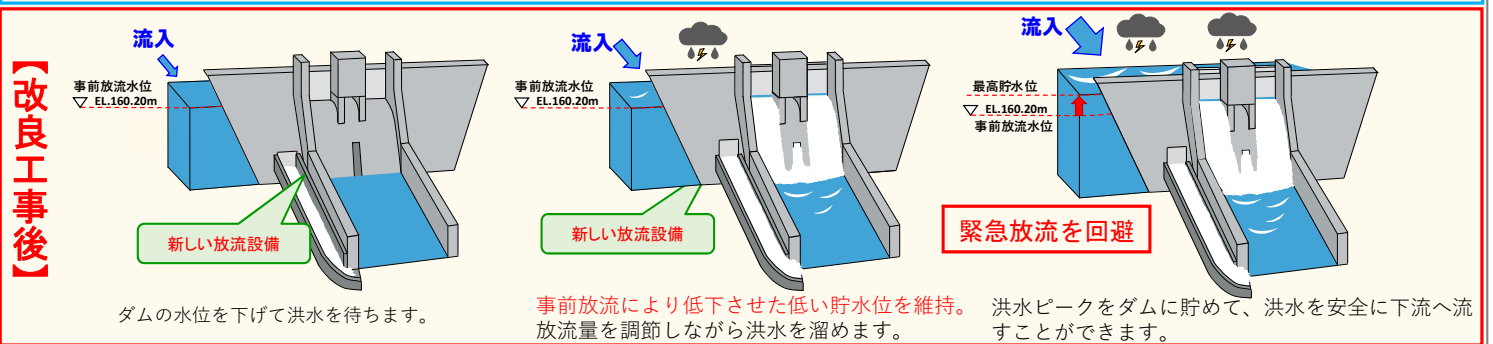 【改良工事後】
流入
事前放流水位
▽ EL.160.20m
新しい放流設備
ダムの水位を下げて洪水を待ちます。
流入
事前放流水位
▽ EL.160.20m
新しい放流設備
事前放流により低下させた低い貯水位を維持。
放流量を調節しながら洪水を溜めます。
流入
最高貯水位
▽ EL.160.20m
事前放流水位
緊急放流を回避
洪水ピークをダムに貯めて、洪水を安全に下流へ流
すことができます。